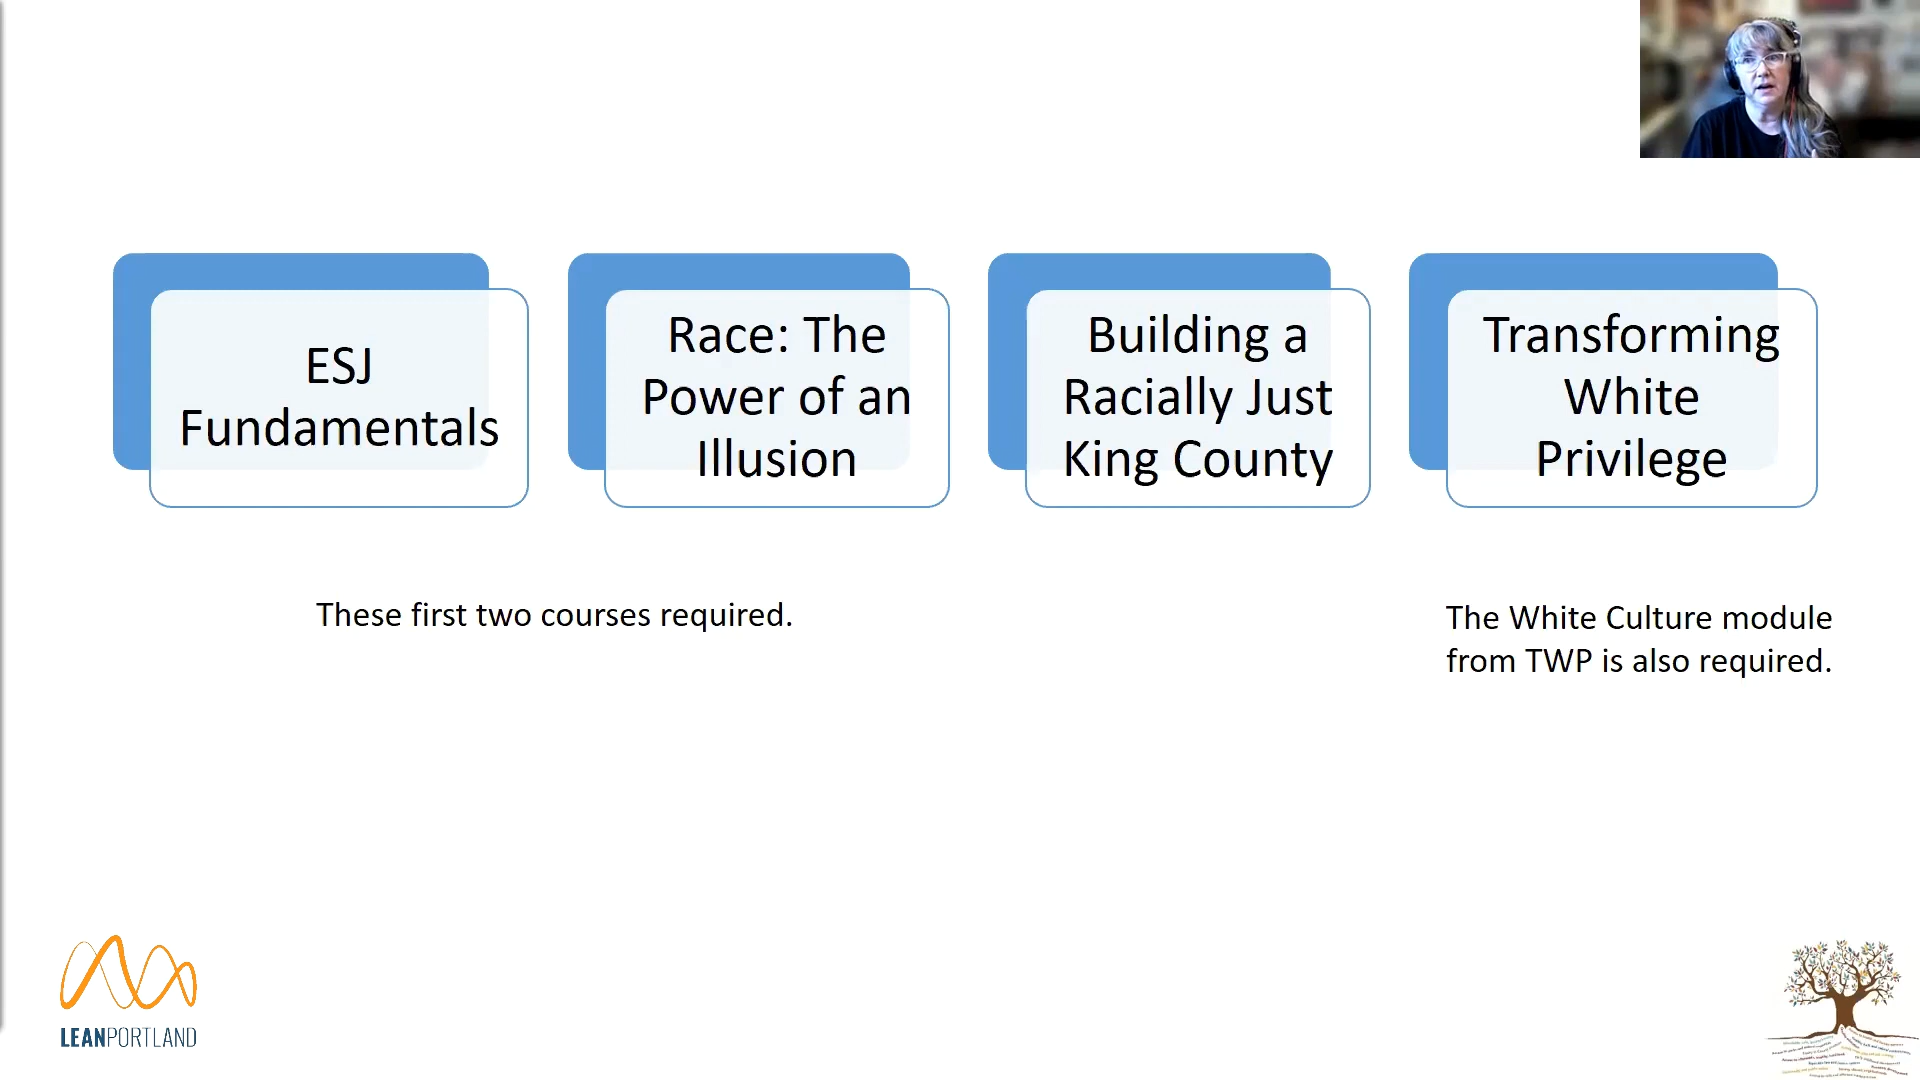 ESJ
Fundamentals
Race: The
Power of an
Illusion
Building a
Racially Just
King County
Transforming
White
Privilege
These first two courses required.
The White Culture module
from TWP is also required.
LEANPORTLAND